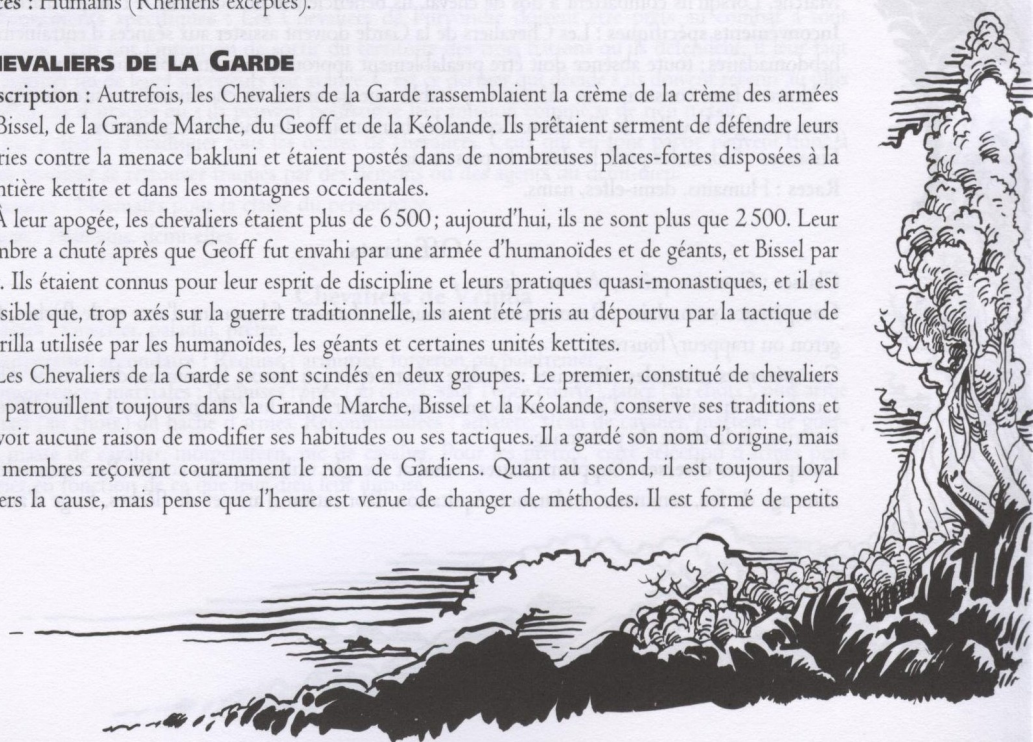 ces : Humains (Rheniens exceptés).
HEVALIERS DE LA GARDE
scription : Autrefois, les Chevaliers de la Garde rassemblaient la crème de la crème des armées
Bissel, de la Grande Marche, du Geoff et de la Kéolande. Ils prêtaient serment de défendre leurs
ries contre la menace bakluni et étaient postés dans de nombreuses places-fortes disposées à la
ntière kettite et dans les montagnes occidentales.
À leur apogée, les chevaliers étaient plus de 6 500 ; aujourd'hui, ils ne sont plus que 2 500. Leur
mbre a chuté après que Geoff fut envahi par une armée d'humanoïdes et de géants, et Bissel par
. Ils étaient connus pour leur esprit de discipline et leurs pratiques quasi-monastiques, et il est
sible que, trop axés sur la guerre traditionnelle, ils aient été pris au dépourvu par la tactique de
rilla utilisée par les humanoïdes, les géants et certaines unités kettites.
Les Chevaliers de la Garde se sont scindés en deux groupes. Le premier, constitué de chevaliers
patrouillent toujours dans la Grande Marche, Bissel et la Kéolande, conserve ses traditions et
voit aucune raison de modifier ses habitudes ou ses tactiques. Il a gardé son nom d'origine, mais
membres reçoivent couramment le nom de Gardiens. Quant au second, il est toujours loyal
ers la cause, mais pense que l'heure est venue de changer de méthodes. Il est formé de petits